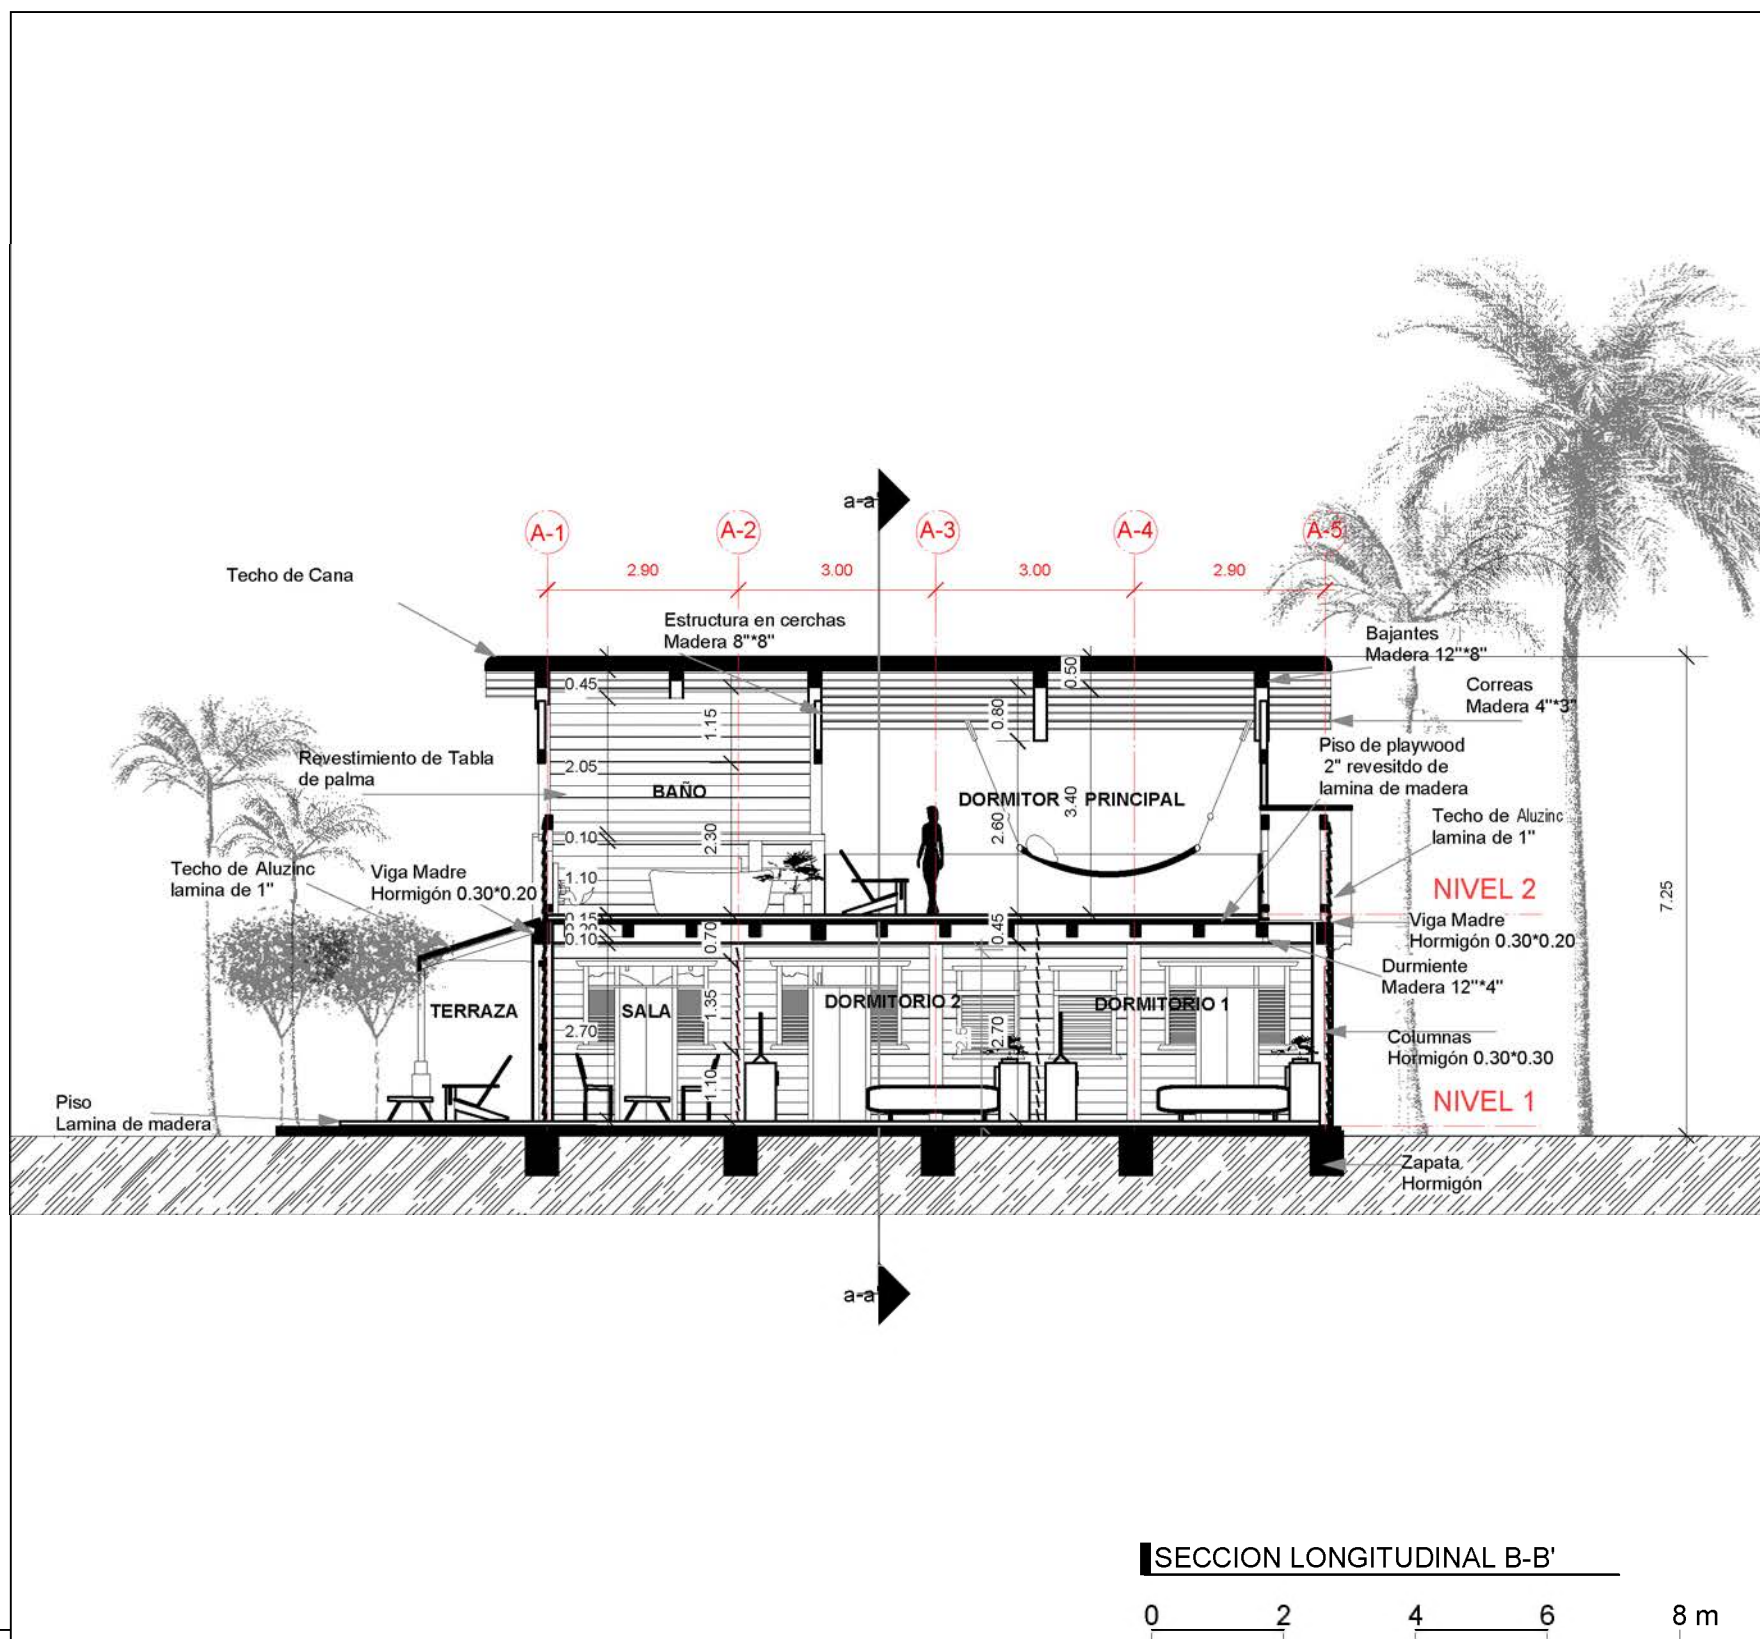 a-a'
A-1
A-2
A-3
A-4
A-5
2.90
3.00
3.00
2.90
Techo de Cana
Estructura en cerchas
Madera 8"*8"
Bajantes
Madera 12"*8"
Correas
Madera 4"*3"
0.45
0.50
0.80
1.15
Revestimiento de Tabla
de palma
2.05
BAÑO
DORMITOR
PRINCIPAL
3.40
2.60
2.30
0.10
1.10
Piso de playwood
2" revesitdo de
lamina de madera
Techo de Aluzinc
lamina de 1"
Techo de Aluzinc
lamina de 1"
Viga Madre
Hormigón 0.30*0.20
NIVEL 2
7.25
Viga Madre
Hormigón 0.30*0.20
0.15
0.10
0.70
0.45
Durmiente
Madera 12"*4"
TERRAZA
SALA
DORMITORIO 2
DORMITORIO 1
1.35
2.70
2.5
2.70
1.10
Columnas
Hormigón 0.30*0.30
NIVEL 1
Piso
Lamina de madera
Zapata
Hormigón
a-a'
SECCION LONGITUDINAL B-B'
0 2 4 6 8 m